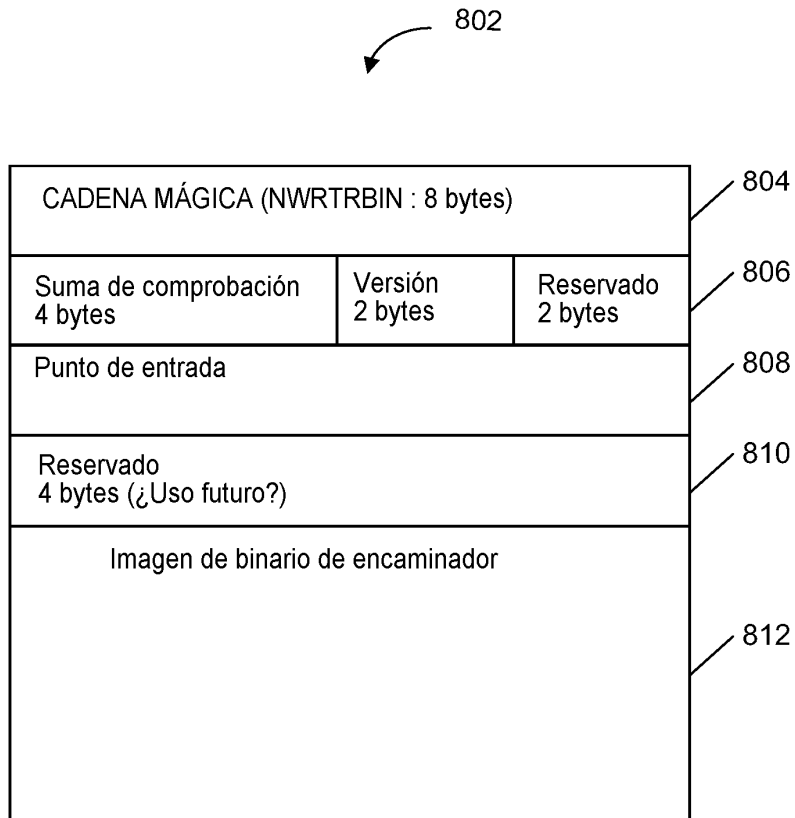 802
CADENA MÁGICA (NWRTRBIN : 8 bytes)
804
Suma de comprobación
4 bytes
Versión
2 bytes
Reservado
2 bytes
806
Punto de entrada
808
Reservado
4 bytes (¿Uso futuro?)
810
Imagen de binario de encaminador
812